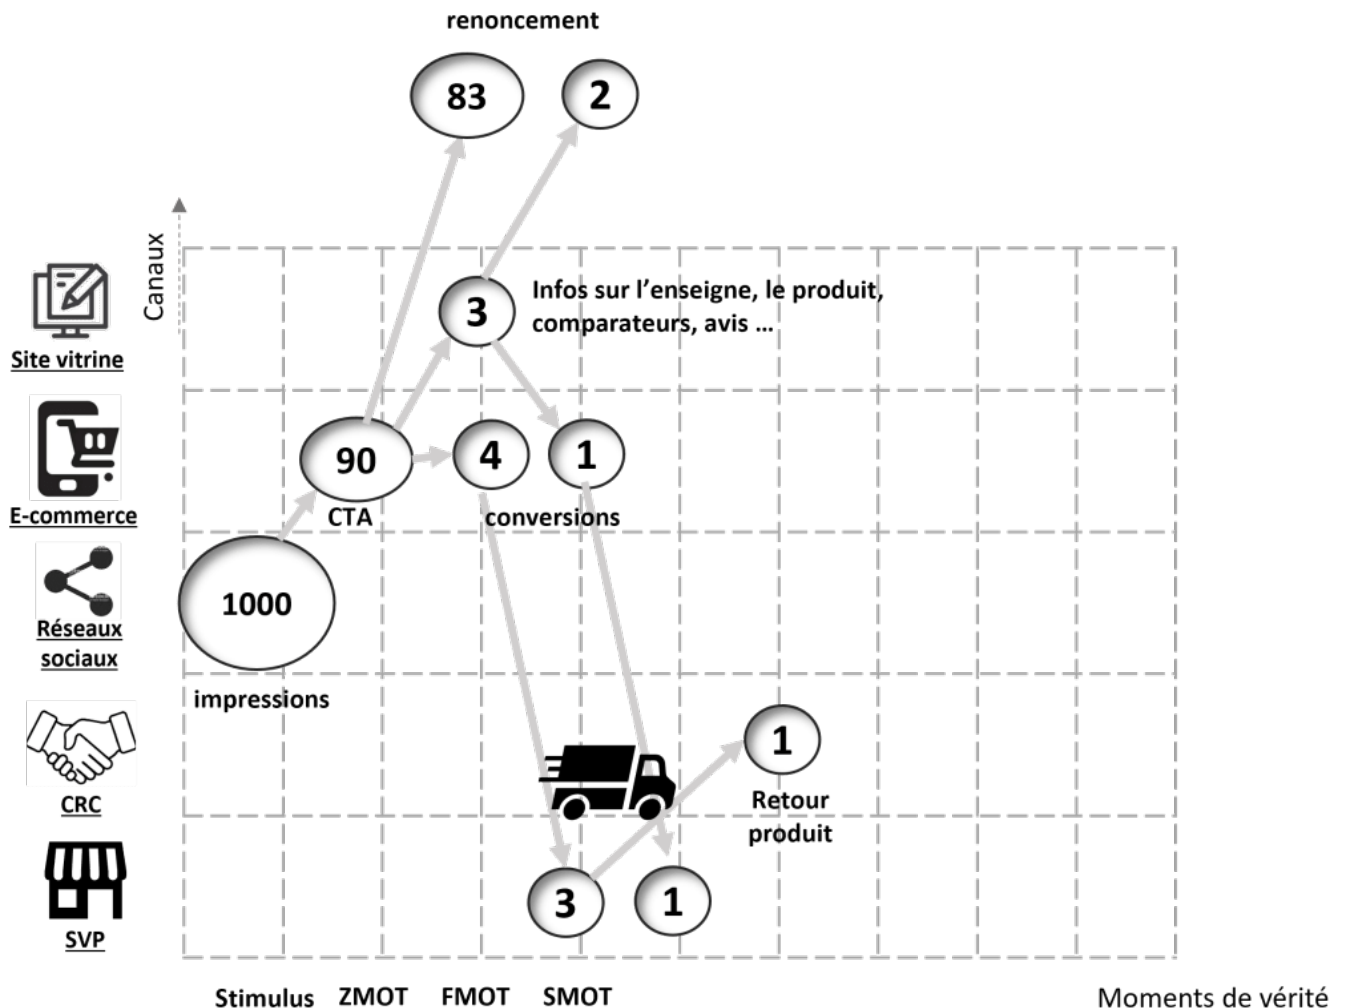 renoncement
83
2
Canaux
3
Infos sur l'enseigne, le produit,
comparateurs, avis ...
Site vitrine
90
4
1
CTA
conversions
E-commerce
1000
Réseaux
sociaux
impressions
1
CRC
Retour
produit
3
1
SVP
Stimulus
ZMOT
FMOT
SMOT
Moments de vérité